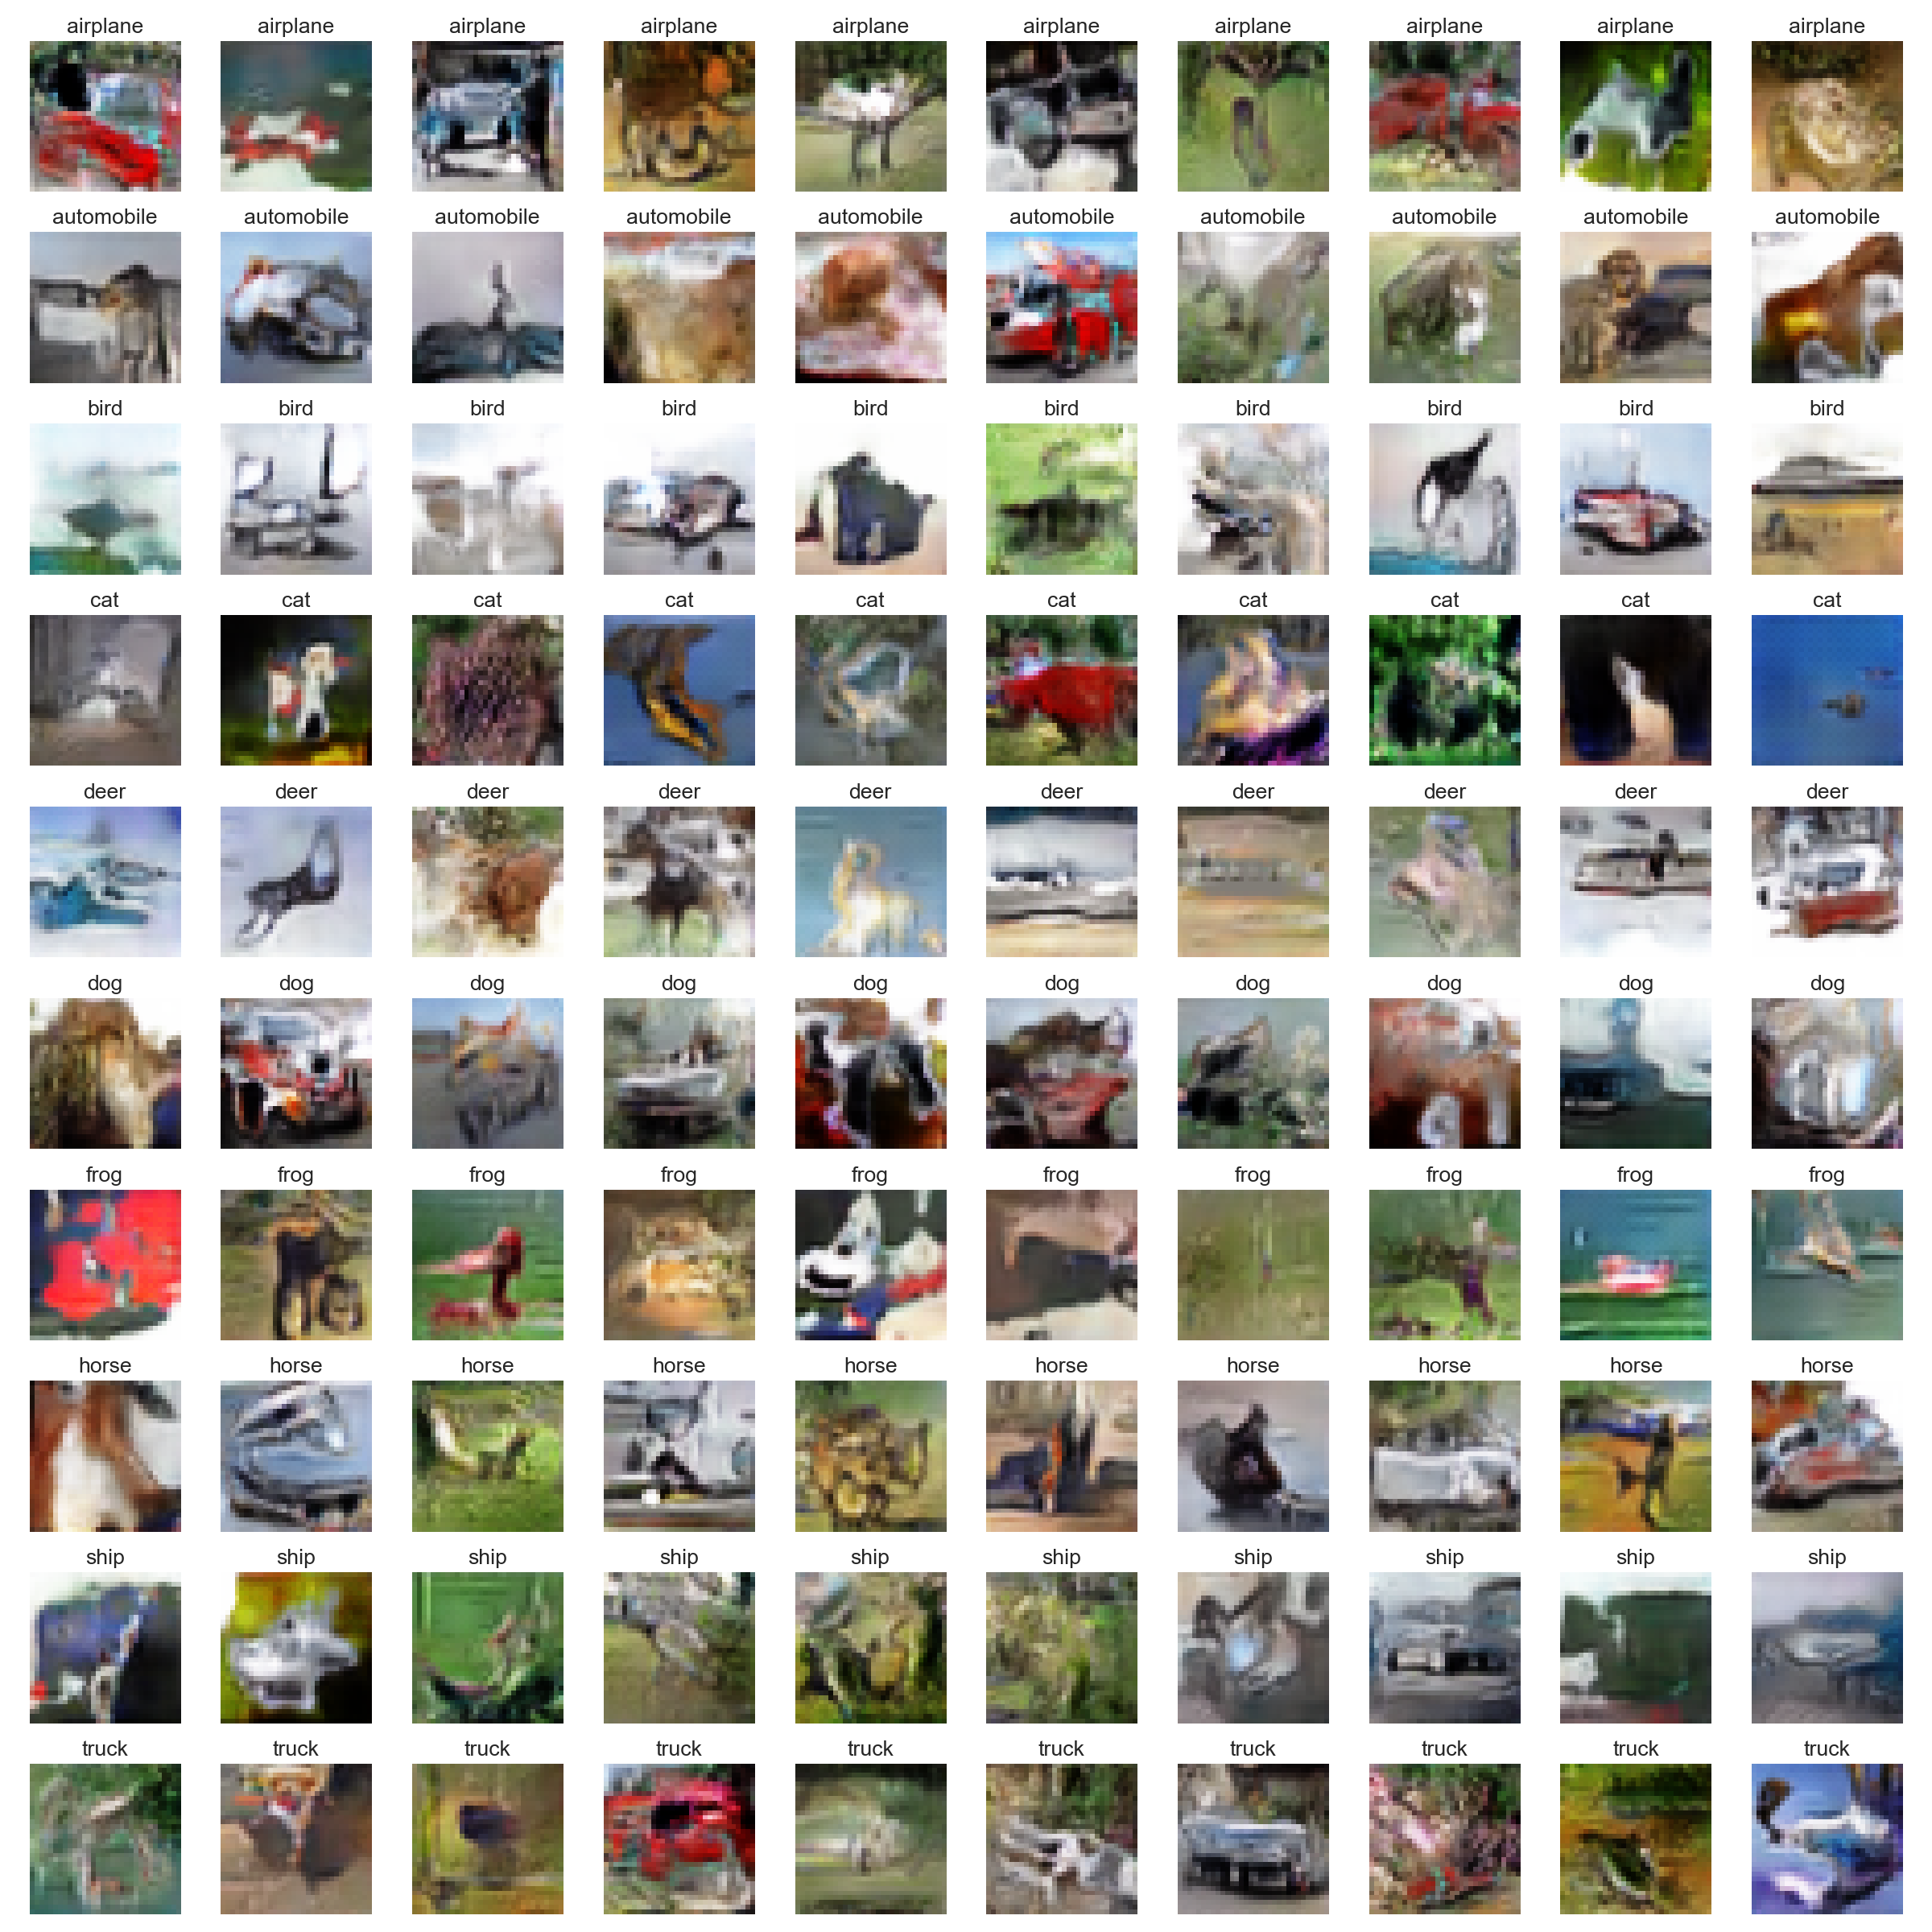 airplane airplane airplane airplane airplane airplane airplane airplane airplane airplane
automobile automobile automobile automobile automobile automobile automobile automobile automobile automobile
bird bird bird bird bird bird bird bird bird bird
cat cat cat cat cat cat cat cat cat cat
deer deer deer deer deer deer deer deer deer deer
dog dog dog dog dog dog dog dog dog dog
frog frog frog frog frog frog frog frog frog frog
horse horse horse horse horse horse horse horse horse horse
ship ship ship ship ship ship ship ship ship ship
truck truck truck truck truck truck truck truck truck truck